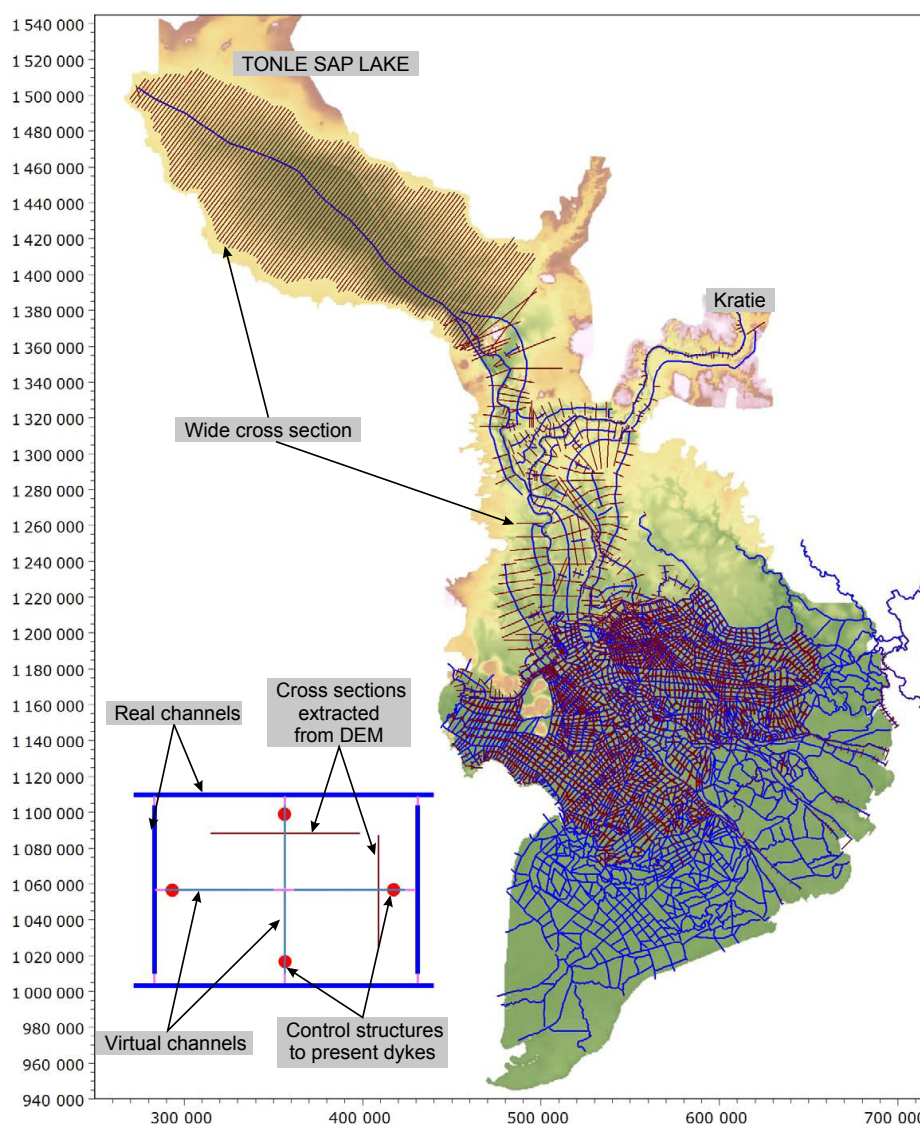 1 540 000
TONLE SAP LAKE
1 520 000
1 500 000
1 480 000
1 460 000
1 440 000
1 420 000
1 400 000
1 380 000
Kratie
1 360 000
1 340 000
1 320 000
Wide cross section
1 300 000
1 280 000
1 260 000
1 240 000
1 220 000
1 200 000
1 180 000
1 160 000
Cross sections
extracted
from DEM
Real channels
1 140 000
1 120 000
1 100 000
1 080 000
1 060 000
1 040 000
1 020 000
1 000 000
980 000
Virtual channels
Control structures
to present dykes
960 000
940 000
300 000 400 000 500 000 600 000 700 000